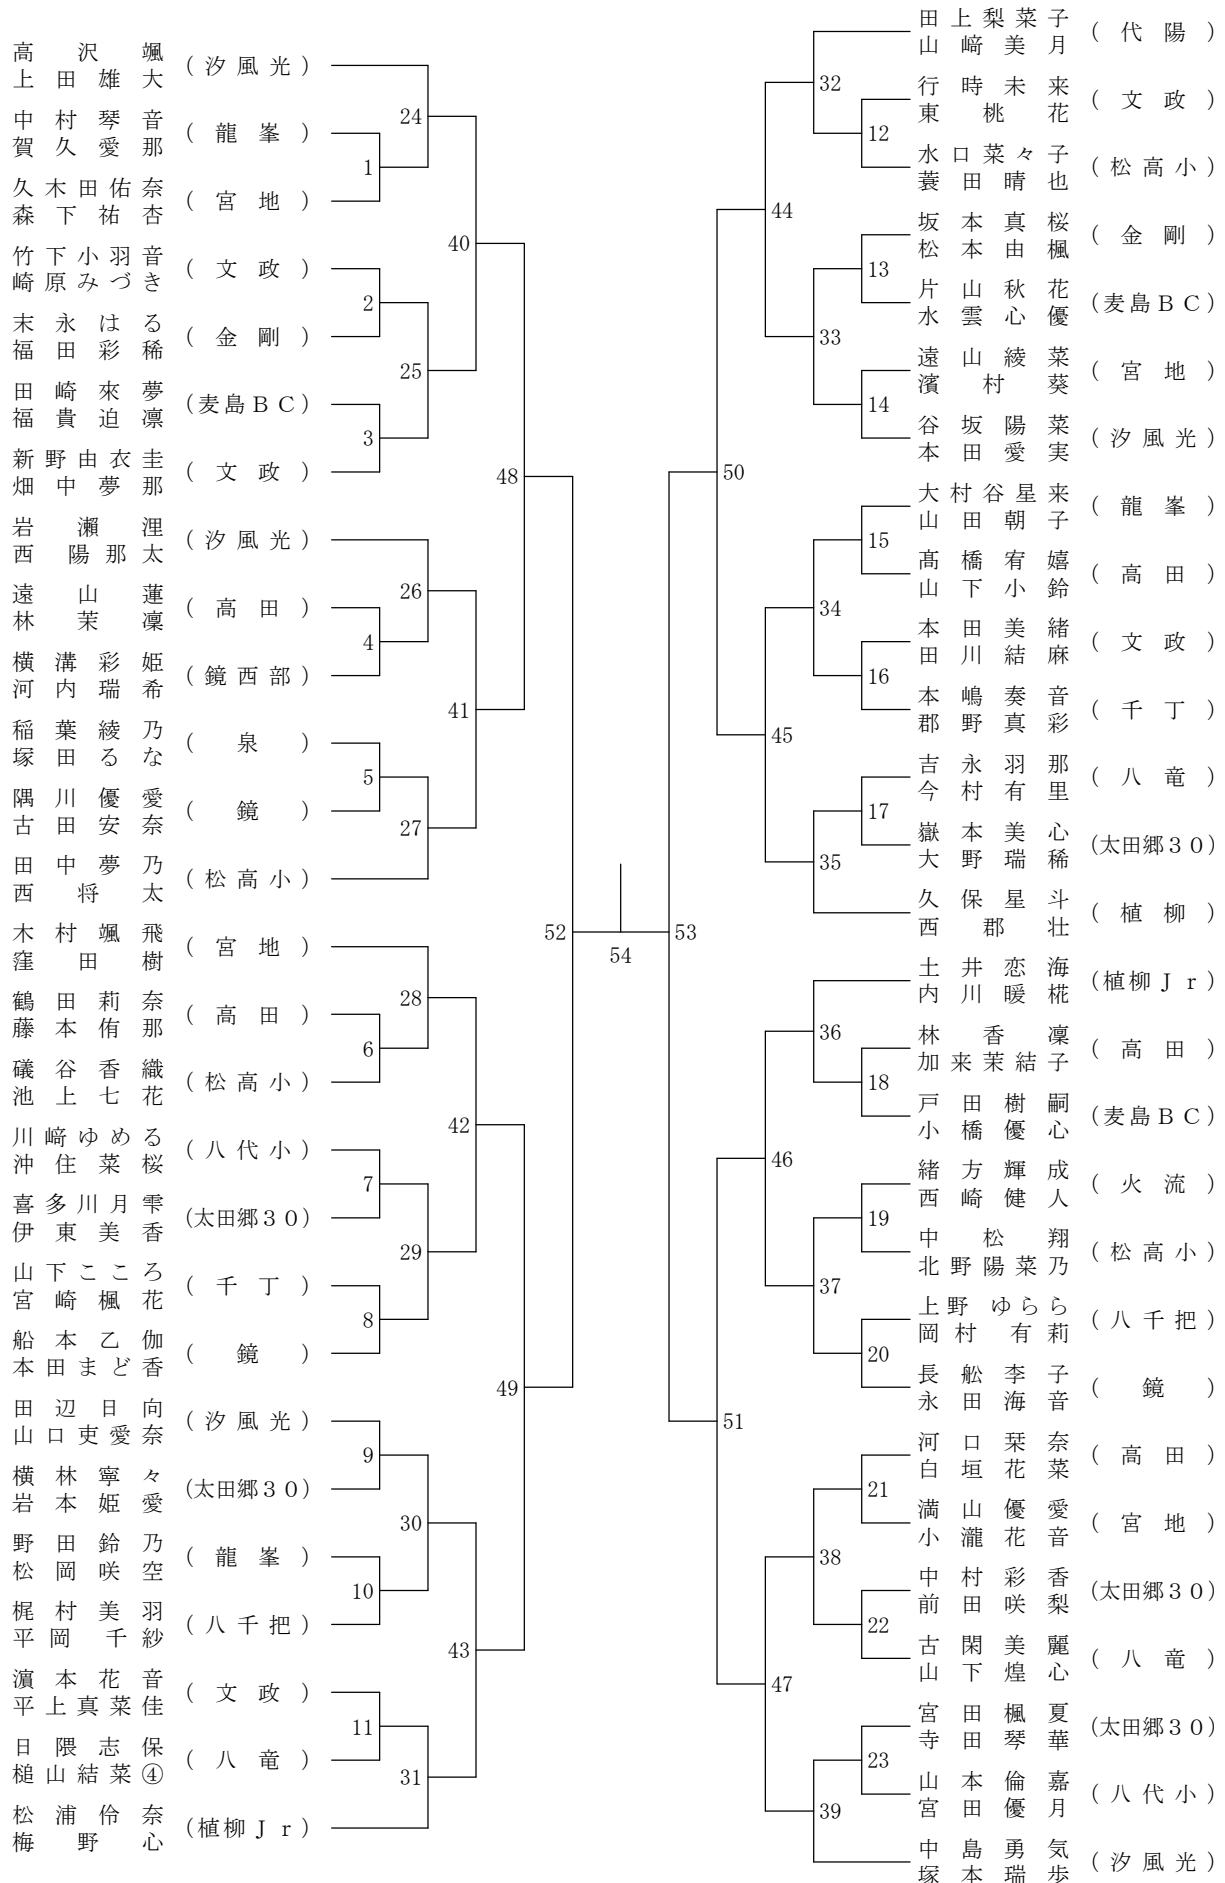 高沢颯
上田雄大
(汐風光)
中村琴音
賀久愛那
(龍峯)
久木田佑奈
森下祐杏
(宮地)
竹下小羽音
崎原みづき
(文政)
末永はる
福田彩稀
(金剛)
田崎來夢
福貴迫凛
(麦島BC)
新野由衣圭
畑中夢那
(文政)
岩瀬浬
西陽那太
(汐風光)
遠山蓮
林茉凜
(高田)
横溝彩姫
河内瑞希
(鏡西部)
稲葉綾乃
塚田るな
(泉)
隅川優愛
古田安奈
(鏡)
田中夢乃
西将太
(松高小)
木村颯飛
窪田樹
(宮地)
鶴田莉奈
藤本侑那
(高田)
礒谷香織
池上七花
(松高小)
川﨑ゆめる
沖住菜桜
(八代小)
喜多川月雫
伊東美香
(太田郷30)
山下こころ
宮崎楓花
(千丁)
船本乙伽
本田まど香
(鏡)
田辺日向
山口吏愛奈
(汐風光)
横林寧々
岩本姫愛
(太田郷30)
野田鈴乃
松岡咲空
(龍峯)
梶村美羽
平岡千紗
(八千把)
濵本花音
平上真菜佳
(文政)
日隈志保
槌山結菜④
(八竜)
松浦伶奈
梅野心
(植柳Jr)
1
2
3
4
5
6
7
8
9
10
11
24
25
26
27
28
29
30
31
40
41
42
43
48
49
52
54
53
50
51
44
45
46
47
32
33
34
35
36
37
38
39
12
13
14
15
16
17
18
19
20
21
22
23
田上梨菜子
山﨑美月
(代陽)
行時未来
東桃花
(文政)
水口菜々子
蓑田晴也
(松高小)
坂本真桜
松本由楓
(金剛)
片山秋花
水雲心優
(麦島BC)
遠山綾菜
濱村葵
(宮地)
谷坂陽菜
本田愛実
(汐風光)
大村谷星来
山田朝子
(龍峯)
髙橋宥嬉
山下小鈴
(高田)
本田美緒
田川結麻
(文政)
本嶋奏音
郡野真彩
(千丁)
吉永羽那
今村有里
(八竜)
嶽本美心
大野瑞稀
(太田郷30)
久保星斗
西郡壮
(植柳)
土井恋海
内川暖椛
(植柳Jr)
林香凜
加来茉結子
(高田)
戸田樹嗣
小橋優心
(麦島BC)
緒方輝成
西崎健人
(火流)
中松翔
北野陽菜乃
(松高小)
上野ゆらら
岡村有莉
(八千把)
長舩李子
永田海音
(鏡)
河口栞奈
白垣花菜
(高田)
満山優愛
小瀧花音
(宮地)
中村彩香
前田咲梨
(太田郷30)
古閑美麗
山下煌心
(八竜)
宮田楓夏
寺田琴華
(太田郷30)
山本倫嘉
宮田優月
(八代小)
中島勇気
塚本瑞歩
(汐風光)